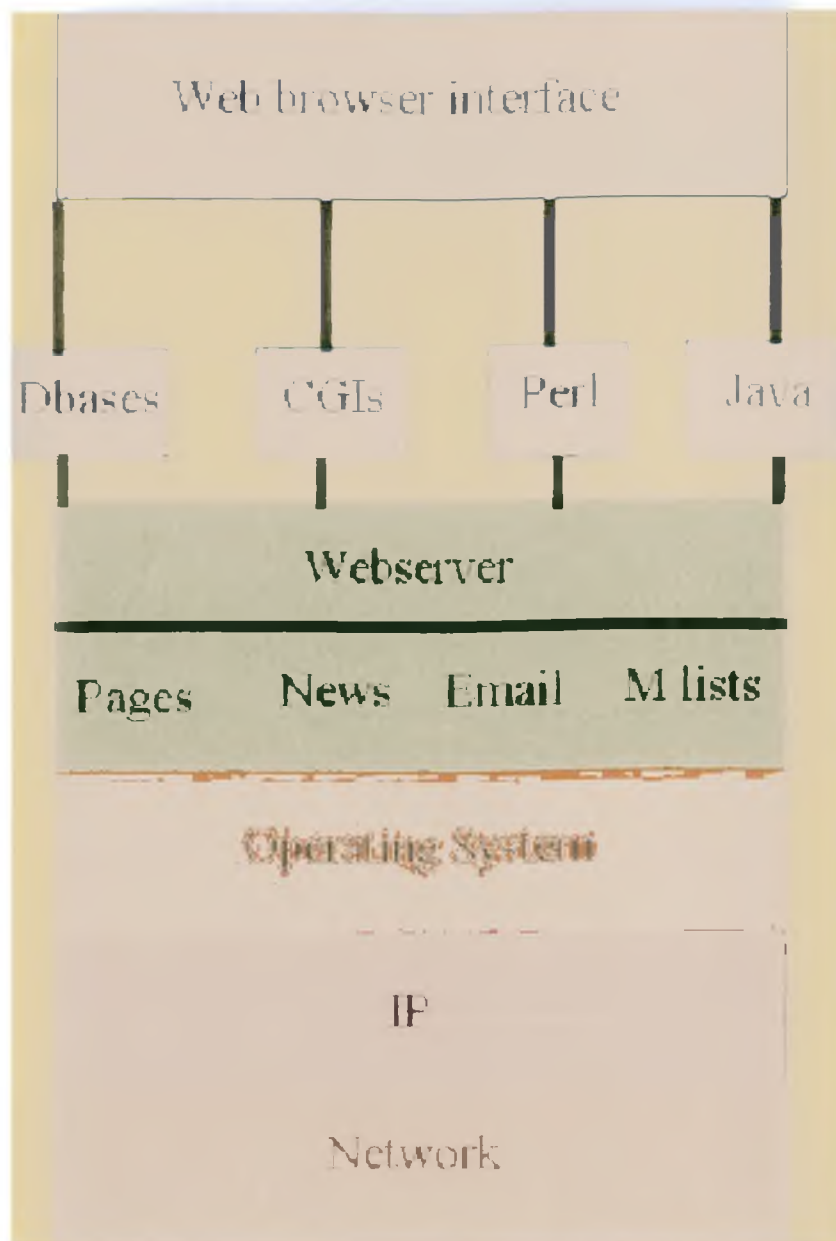 Web browser interface
Dbases CGIs Perl Java
Webserver
Pages News Email M lists
Operating System
IP
Network